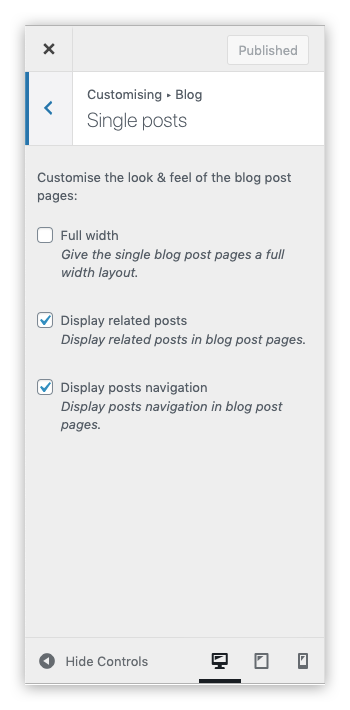 Published
Customising ▸ Blog
Single posts
Customise the look & feel of the blog post
pages:
Full width
Give the single blog post pages a full
width layout.
Display related posts
Display related posts in blog post pages.
Display posts navigation
Display posts navigation in blog post
pages.
Hide Controls